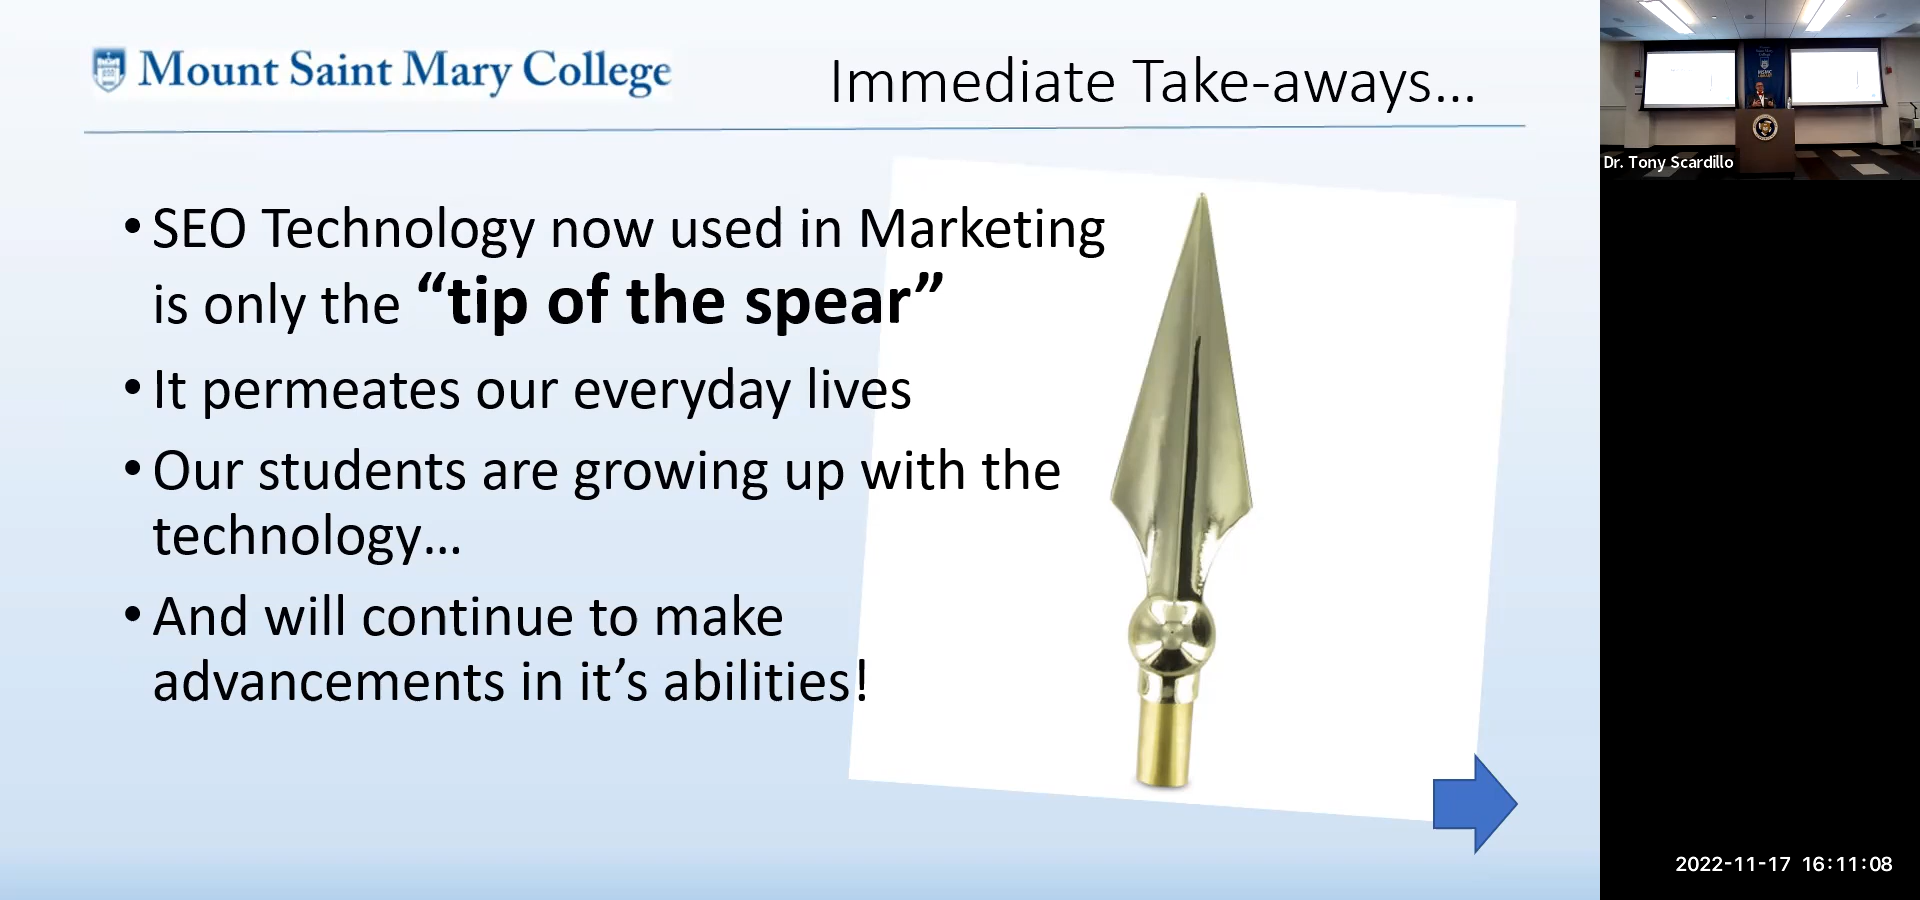 Mount Saint Mary College
Immediate Take-aways...
• SEO Technology now used in Marketing
is only the “tip of the spear”
• It permeates our everyday lives
• Our students are growing up with the
technology...
• And will continue to make
advancements in it’s abilities!
Dr. Tony Scardillo
2022-11-17 16:11:08